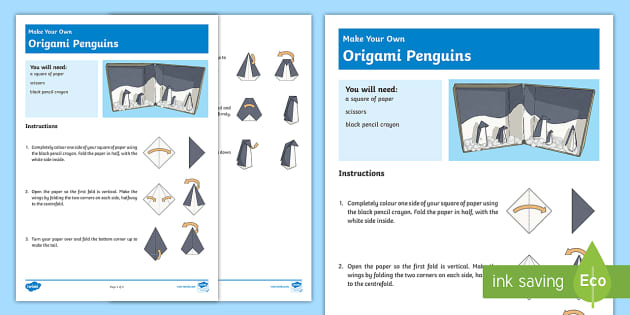 Make Your Own
Origami Penguins
You will need:
a square of paper
scissors
black pencil crayon
Instructions
1. Completely colour one side of your square of paper using
the black pencil crayon. Fold the paper in half, with the
white side inside.
2. Open the paper so the first fold is vertical. Make the
wings by folding the two corners on each side, halfway
to the centrefold.
3. Turn your paper over and fold the bottom corner up to
make the tail.
twinkl
e to
d and
firmly.
down
Make Your Own
Origami Penguins
You will need:
a square of paper
scissors
black pencil crayon
Instructions
1. Completely colour one side of your square of paper using
the black pencil crayon. Fold the paper in half, with the
white side inside.
2. Open the paper so the first fold is vertical. Make
wings by folding the two corners on each side, ha
to the centrefold.
ink saving
Eco